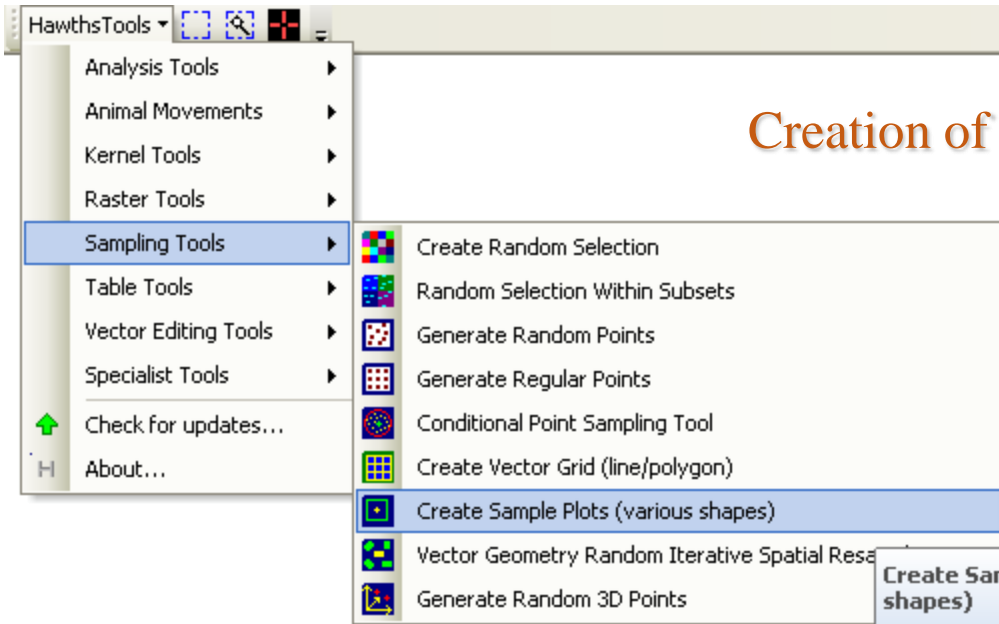 HawthsTools
Analysis Tools
Animal Movements
Kernel Tools
Raster Tools
Sampling Tools
Table Tools
Vector Editing Tools
Specialist Tools
Check for updates...
H About...
Creation of
Create Random Selection
Random Selection Within Subsets
Generate Random Points
Generate Regular Points
Conditional Point Sampling Tool
Create Vector Grid (line/polygon)
Create Sample Plots (various shapes)
Vector Geometry Random Iterative Spatial
Generate Random 3D Points
Create
shapes)